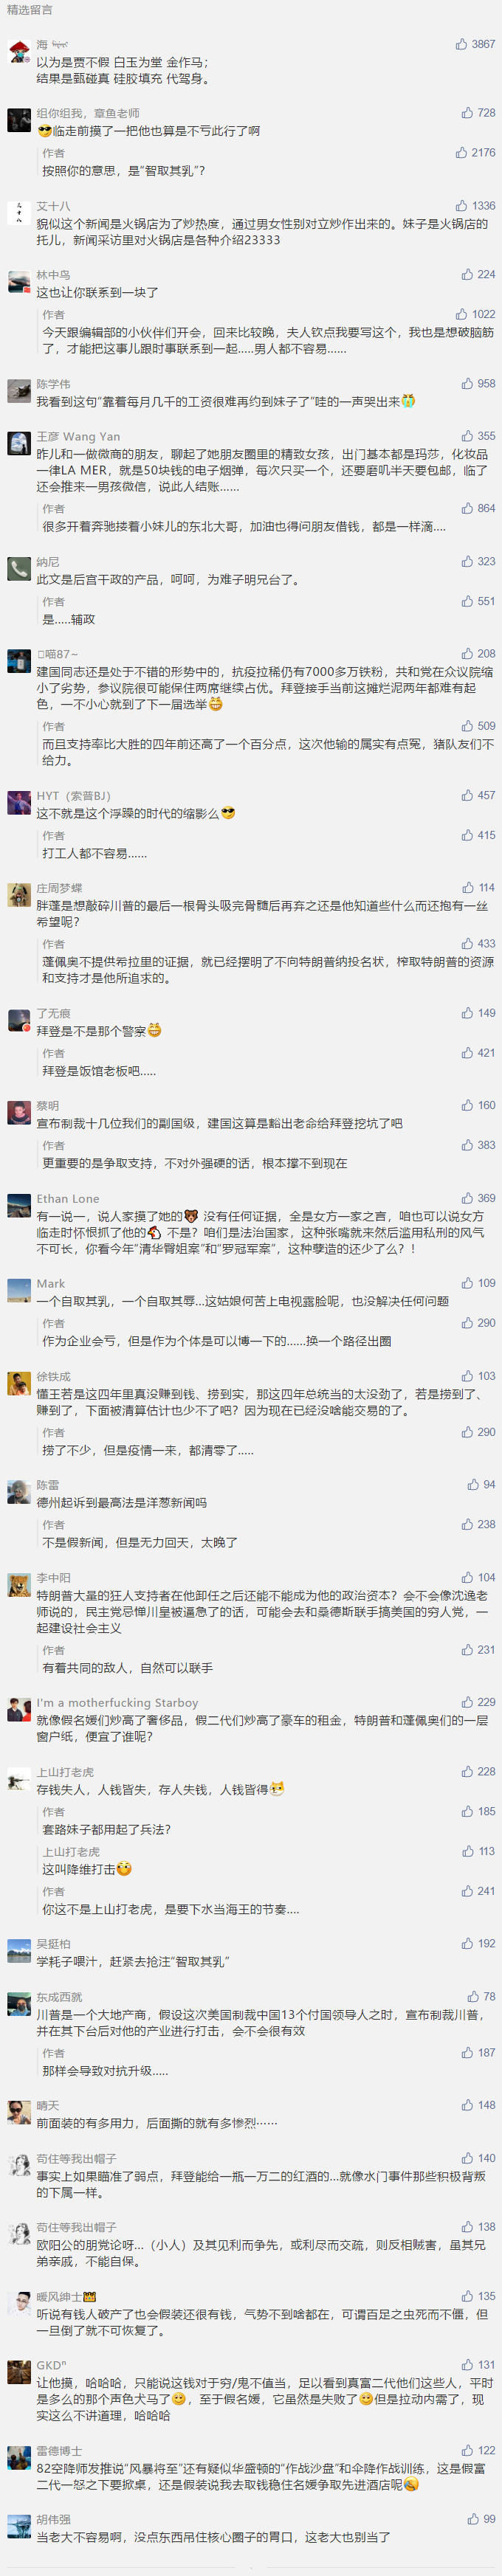 精选留言
海
3867
以为是贾不假 白玉为堂 金作马；
结果是甄碰真 硅胶填充 代驾身。
组你组我，章鱼老师
728
临走前摸了一把他也算是不亏此行了啊
作者
2176
按照你的意思，是“智取其乳”？
艾十八
1336
貌似这个新闻是火锅店为了炒热度，通过男女性别对立炒作出来的。妹子是火锅店的
托儿，新闻采访里对火锅店是各种介绍23333
林中鸟
224
这也让你联系到一块了
作者
1022
今天跟编辑部的小伙伴们开会，回来比较晚，夫人钦点我要写这个，我也是想破脑筋
了，才能把这事儿跟时事联系到一起.....男人都不容易......
陈学伟
958
我看到这句“靠着每月几千的工资很难再约到妹子了”哇的一声哭出来😭
王彦 Wang Yan
355
昨儿和一做微商的朋友，聊起了她朋友圈里的精致女孩，出门基本都是玛莎，化妆品
一律LA MER，就是50块钱的电子烟弹，每次只买一个，还要磨叽半天要包邮，临了
还会推来一男孩微信，说此人结账......
作者
864
很多开着奔驰搂着小妹儿的东北大哥，加油也得问朋友借钱，都是一样滴....
纳尼
323
此文是后宫干政的产品，呵呵，为难子明兄台了。
作者
551
是.....辅政
喵87~
208
建国同志还是处于不错的形势中的，抗疫拉稀仍有7000多万铁粉，共和党在众议院缩
小了劣势，参议院很可能保住两席继续占优。拜登接手当前这摊烂泥两年都难有起
色，一不小心就到了下一届选举😁
作者
509
而且支持率比大胜的四年前还高了一个百分点，这次他输的属实有点冤，猪队友们不
给力。
HYT（索普BJ）
457
这不就是这个浮躁的时代的缩影么😎
作者
415
打工人都不容易......
庄周梦蝶
114
胖蓬是想敲碎川普的最后一根骨头吸完骨髓后再弃之还是他知道些什么而还抱有一丝
希望呢？
作者
433
蓬佩奥不提供希拉里的证据，就已经摆明了不向特朗普纳投名状，榨取特朗普的资源
和支持才是他所追求的。
了无痕
149
拜登是不是那个警察😁
作者
421
拜登是饭馆老板吧.....
蔡明
160
宣布制裁十几位我们的副国级，建国这算是豁出老命给拜登挖坑了吧
作者
383
更重要的是争取支持，不对外强硬的话，根本撑不到现在
Ethan Lone
369
有一说一，说人家摸了她的🐻 没有任何证据，全是女方一家之言，咱也可以说女方
临走时怀恨抓了他的🐔 不是？咱们是法治国家，这种张嘴就来然后滥用私刑的风气
不可长，你看今年“清华臀姐案”和“罗冠军案”，这种孽造的还少了么？！
Mark
109
一个自取其乳，一个自取其辱...这姑娘何苦上电视露脸呢，也没解决任何问题
作者
290
作为企业会亏，但是作为个体是可以博一下的......换一个路径出圈
徐铁成
103
懂王若是这四年里真没赚到钱、捞到实，那这四年总统当的太没劲了，若是捞到了、
赚到了，下面被清算估计也少不了吧？因为现在已经没啥能交易的了。
作者
290
捞了不少，但是疫情一来，都清零了.....
陈雷
94
德州起诉到最高法是洋葱新闻吗
作者
238
不是假新闻，但是无力回天，太晚了
李中阳
104
特朗普大量的狂人支持者在他卸任之后还能不能成为他的政治资本？会不会像沈逸老
师说的，民主党忌惮川皇被逼急了的话，可能会去和桑德斯联手搞美国的穷人党，一
起建设社会主义
作者
231
有着共同的敌人，自然可以联手
I'm a motherfucking Starboy
229
就像假名媛们炒高了奢侈品，假二代们炒高了豪车的租金，特朗普和蓬佩奥们的一层
窗户纸，便宜了谁呢？
上山打老虎
228
存钱失人，人钱皆失，存人失钱，人钱皆得
作者
185
套路妹子都用起了兵法？
上山打老虎
113
这叫降维打击
作者
241
你这不是上山打老虎，是要下水当海王的节奏....
吴挺柏
192
学耗子喂汁，赶紧去抢注“智取其乳”
东成西就
78
川普是一个大地产商，假设这次美国制裁中国13个付国领导人之时，宣布制裁川普，
并在其下台后对他的产业进行打击，会不会很有效
作者
187
那样会导致对抗升级.....
晴天
148
前面装的有多用力，后面撕的就有多惨烈……
苟住等我出帽子
140
事实上如果瞄准了弱点，拜登能给一瓶一万二的红酒的...就像水门事件那些积极背叛
的下属一样。
苟住等我出帽子
138
欧阳公的朋党论呀...（小人）及其见利而争先，或利尽而交疏，则反相贼害，虽其兄
弟亲戚，不能自保。
暖风绅士
135
听说有钱人破产了也会假装还很有钱，气势不到啥都在，可谓百足之虫死而不僵，但
一旦倒了就不可恢复了。
GKDⁿ
131
让他摸，哈哈哈，只能说这钱对于穷/鬼不值当，足以看到真富二代他们这些人，平时
是多么的那个声色犬马了，至于假名媛，它虽然是失败了但是拉动内需了，现
实这么不讲道理，哈哈哈
雷德博士
122
82空降师发推说“风暴将至”还有疑似华盛顿的“作战沙盘”和伞降作战训练，这是假富
二代一怒之下要掀桌，还是假装说我去取钱稳住名媛争取先进酒店呢
胡伟强
99
当老大不容易啊，没点东西吊住核心圈子的胃口，这老大也别当了